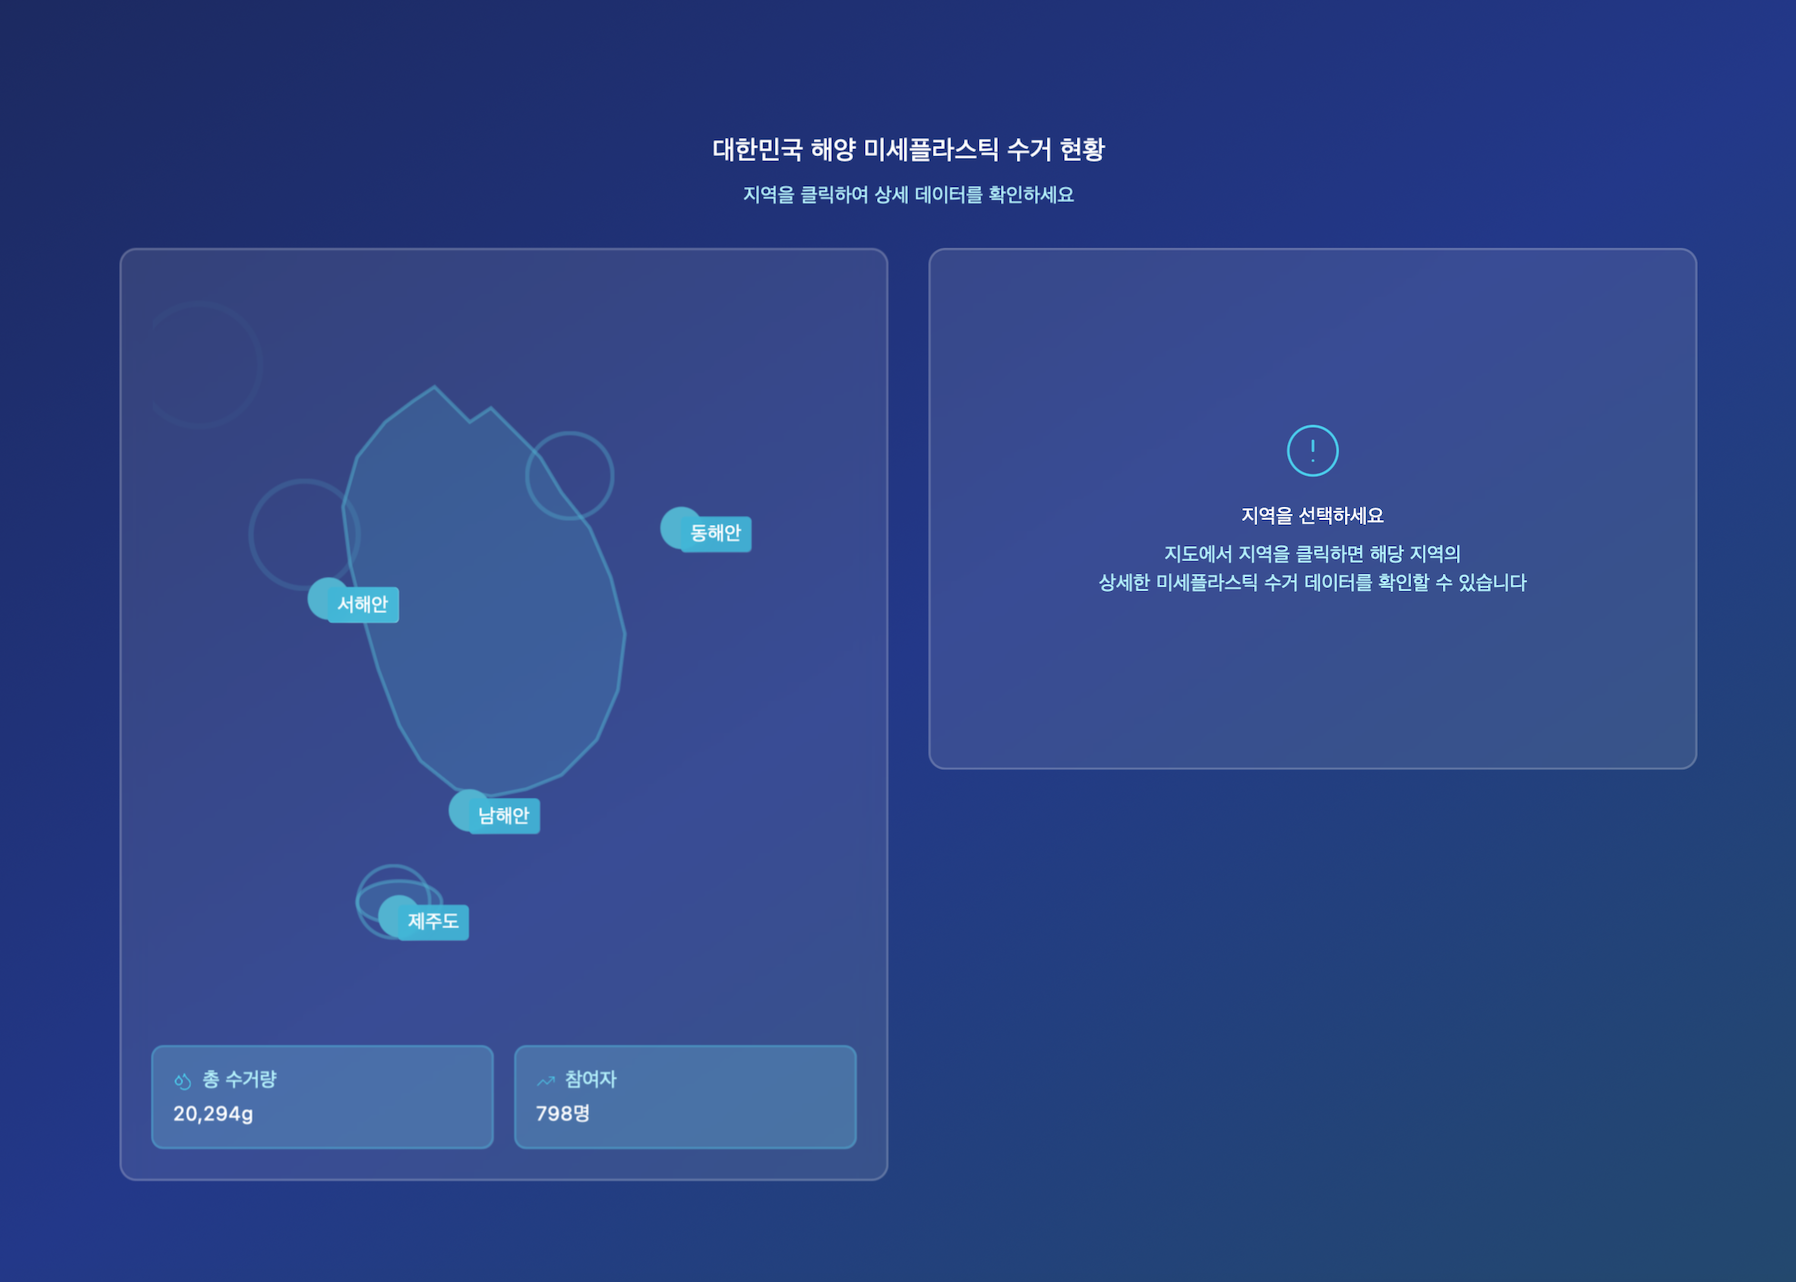 대한민국 해양 미세플라스틱 수거 현황
지역을 클릭하여 상세 데이터를 확인하세요
동해안
서해안
남해안
제주도
총 수거량
20,294g
참여자
798명
지역을 선택하세요
지도에서 지역을 클릭하면 해당 지역의
상세한 미세플라스틱 수거 데이터를 확인할 수 있습니다